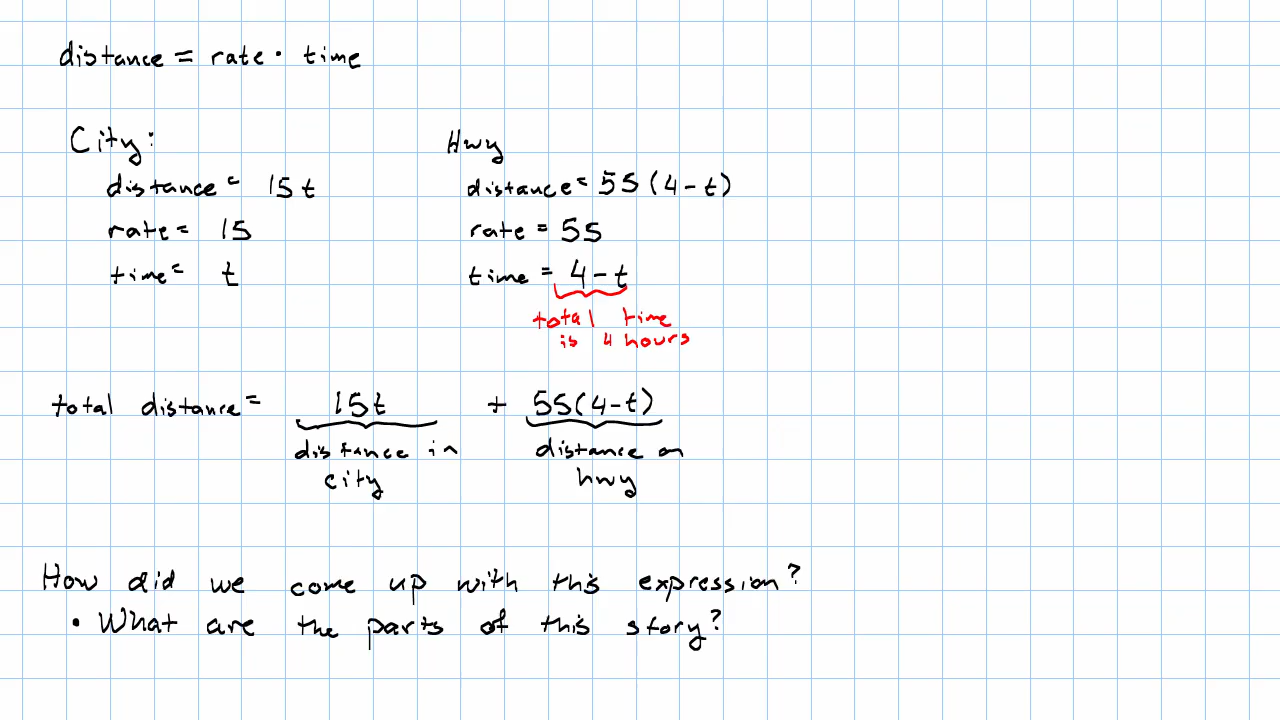 distance = rate · time
City:
distance = 15t
rate = 15
time = t
Hwy
distance = 55(4-t)
rate = 55
time = 4-t
total time
is 4 hours
total distance = 15t + 55(4-t)
distance in
city
distance on
hwy
How did we come up with this expression?
• What are the parts of this story?